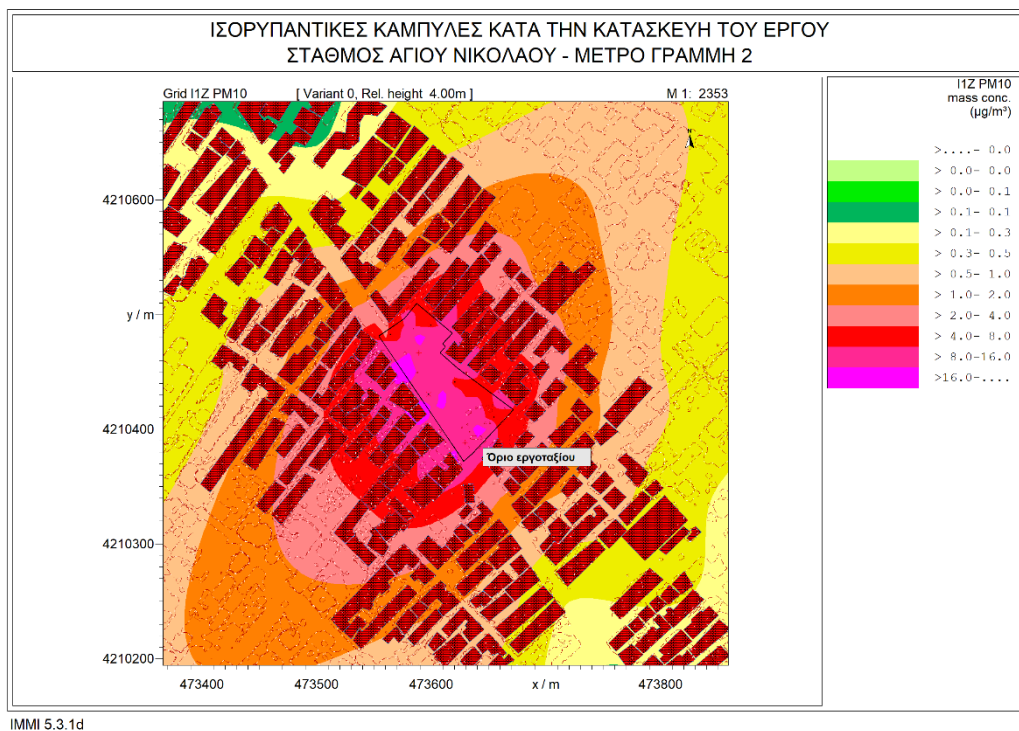 ΙΣΟΡΥΠΑΝΤΙΚΕΣ ΚΑΜΠΥΛΕΣ ΚΑΤΑ ΤΗΝ ΚΑΤΑΣΚΕΥΗ ΤΟΥ ΕΡΓΟΥ
ΣΤΑΘΜΟΣ ΑΓΙΟΥ ΝΙΚΟΛΑΟΥ - ΜΕΤΡΟ ΓΡΑΜΜΗ 2
Grid I1Z PM10 [ Variant 0, Rel. height 4.00m ] M 1: 2353
I1Z PM10
mass conc.
(µg/m³)
>....- 0.0
> 0.0- 0.0
> 0.0- 0.1
> 0.1- 0.1
> 0.1- 0.3
> 0.3- 0.5
> 0.5- 1.0
> 1.0- 2.0
> 2.0- 4.0
> 4.0- 8.0
> 8.0-16.0
>16.0-....
4210600
y / m
4210400
Όριο εργοταξίου
4210300
4210200
473400 473500 473600 x / m 473800
IMMI 5.3.1d